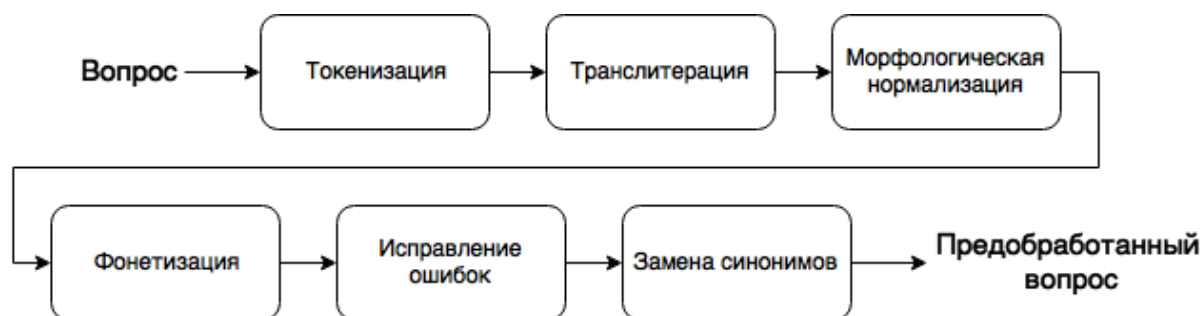 Вопрос
Токенизация
Транслитерация
Морфологическая
нормализация
Фонетизация
Исправление
ошибок
Замена синонимов
Предобработанный
вопрос